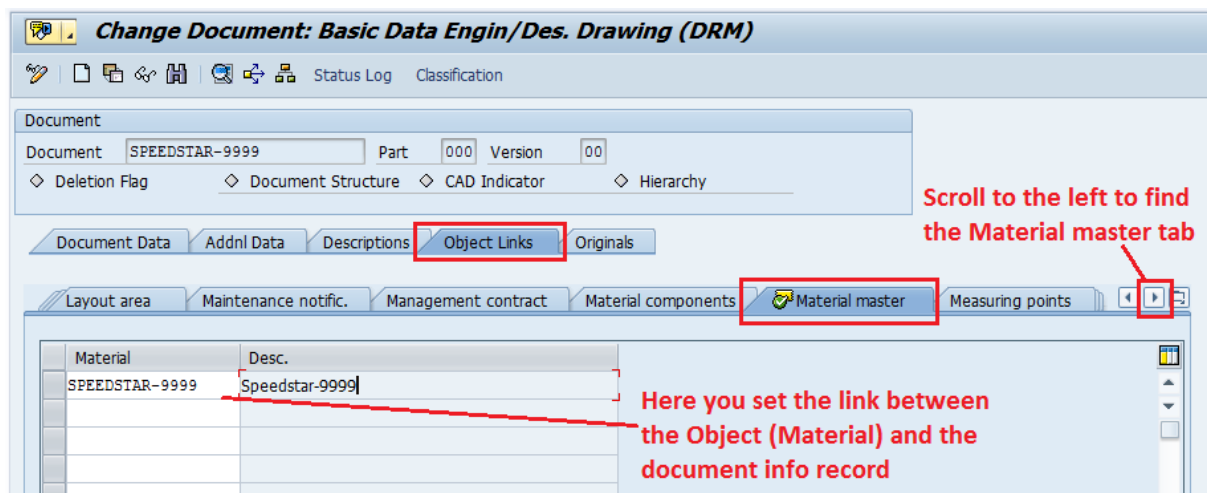 Change Document: Basic Data Engin/Des. Drawing (DRM)
Status Log Classification
Document
Document SPEEDSTAR-9999 Part 000 Version 00
Deletion Flag Document Structure CAD Indicator Hierarchy
Scroll to the left to find
the Material master tab
Document Data Addnl Data Descriptions Object Links Originals
Layout area Maintenance notific. Management contract Material components Material master Measuring points
Material Desc.
SPEEDSTAR-9999 Speedstar-9999
Here you set the link between
the Object (Material) and the
document info record